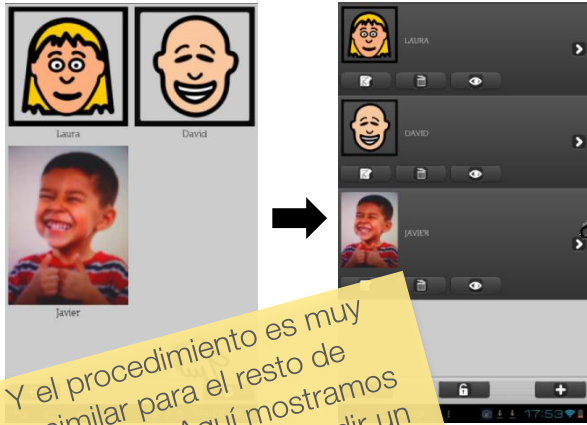 Laura David
Javier
LAURA
DAVID
JAVIER
Y el procedimiento es muy
similar para el resto de
Aquí mostramos
un
17:53